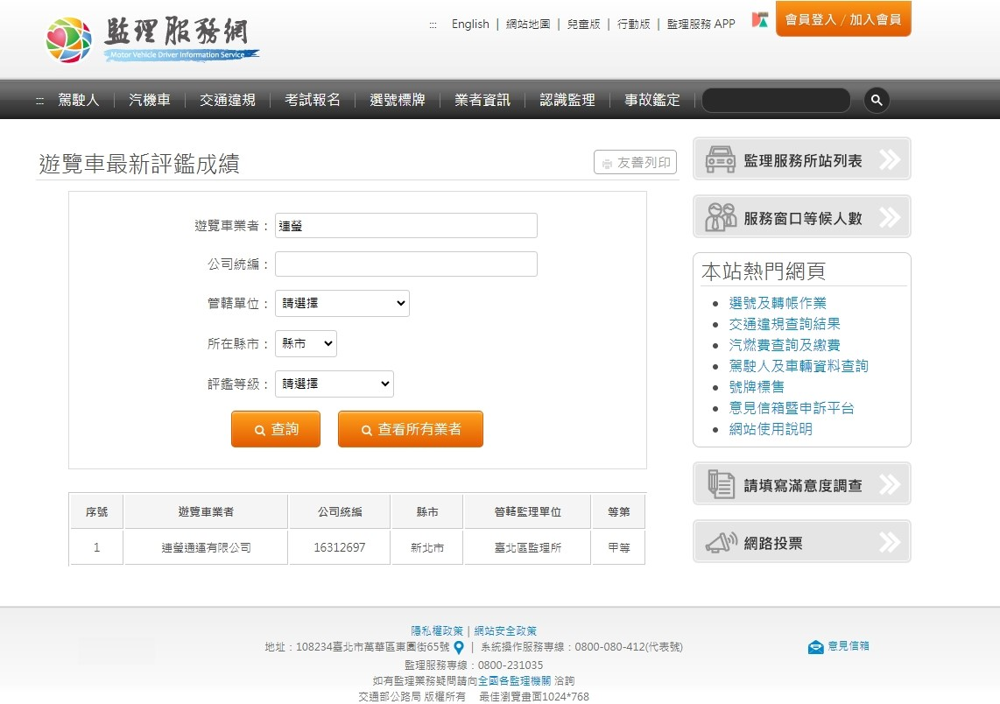 監理服務網
Motor Vehicle Driver Information Service
::: English | 網站地圖 | 兒童版 | 行動版 | 監理服務 APP
會員登入 / 加入會員
::: 駕駛人 汽機車 交通違規 考試報名 選號標牌 業者資訊 認識監理 事故鑑定
遊覽車最新評鑑成績
友善列印
遊覽車業者：
連瑩
公司統編：
管轄單位：
請選擇
所在縣市：
縣市
評鑑等級：
請選擇
查詢
查看所有業者
序號 遊覽車業者 公司統編 縣市 管轄監理單位 等第
1 連瑩通運有限公司 16312697 新北市 臺北區監理所 甲等
監理服務所站列表
服務窗口等候人數
本站熱門網頁
選號及轉帳作業
交通違規查詢結果
汽燃費查詢及繳費
駕駛人及車輛資料查詢
號牌標售
意見信箱暨申訴平台
網站使用說明
請填寫滿意度調查
網路投票
隱私權政策 | 網站安全政策
地址：108234臺北市萬華區東園街65號 | 系統操作服務專線：0800-080-412(代表號)
監理服務專線：0800-231035
如有監理業務疑問請向全國各監理機關 洽詢
交通部公路局 版權所有 最佳瀏覽畫面1024*768
意見信箱